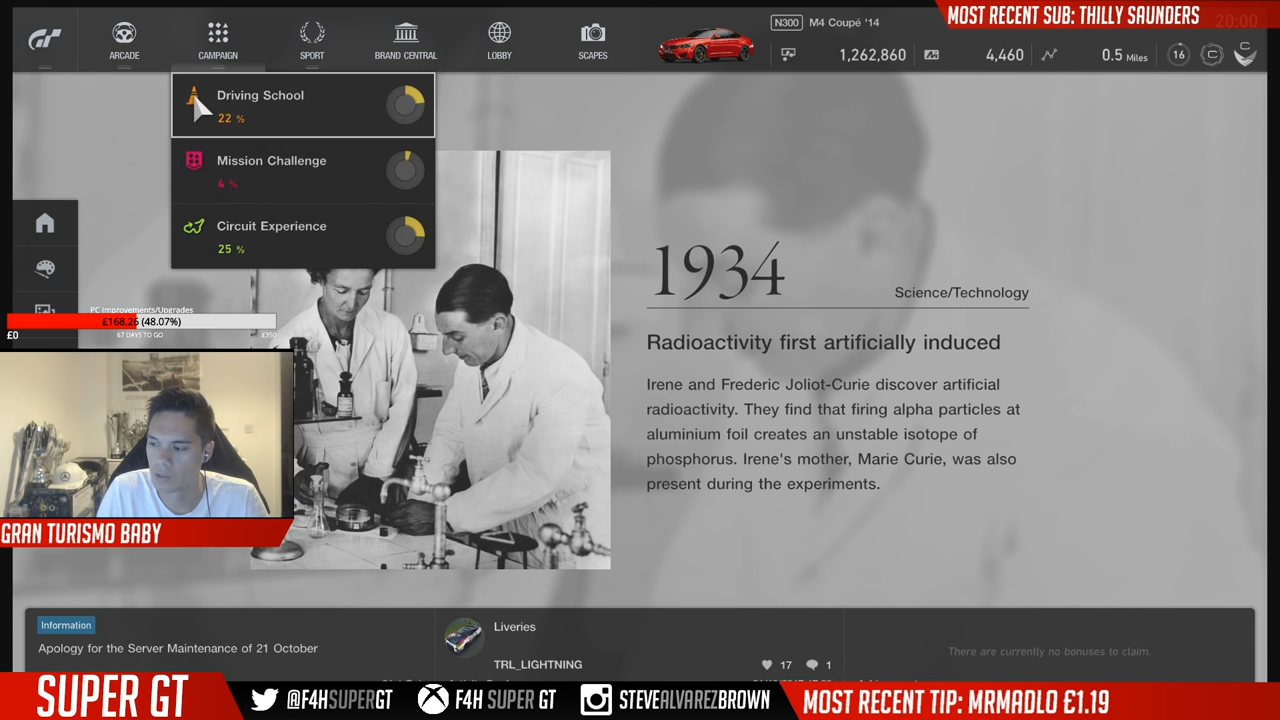 MOST RECENT SUB: THILLY SAUNDERS
20:00
N300 M4 Coupé '14
1,262,860
4,460
0.5 Miles
16
C
C
GT
ARCADE
CAMPAIGN
SPORT
BRAND CENTRAL
LOBBY
SCAPES
Driving School
22 %
Mission Challenge
4 %
Circuit Experience
25 %
PC Improvements/Upgrades
£168.26 (48.07%)
£0
67 DAYS TO GO
£350
1934
Science/Technology
Radioactivity first artificially induced
Irene and Frederic Joliot-Curie discover artificial
radioactivity. They find that firing alpha particles at
aluminium foil creates an unstable isotope of
phosphorus. Irene's mother, Marie Curie, was also
present during the experiments.
GRAN TURISMO BABY
Information
Apology for the Server Maintenance of 21 October
Liveries
TRL_LIGHTNING
17
1
There are currently no bonuses to claim.
SUPER GT
@F4HSUPERGT
F4H SUPER GT
STEVEALVAREZBROWN
MOST RECENT TIP: MRMADLO £1.19